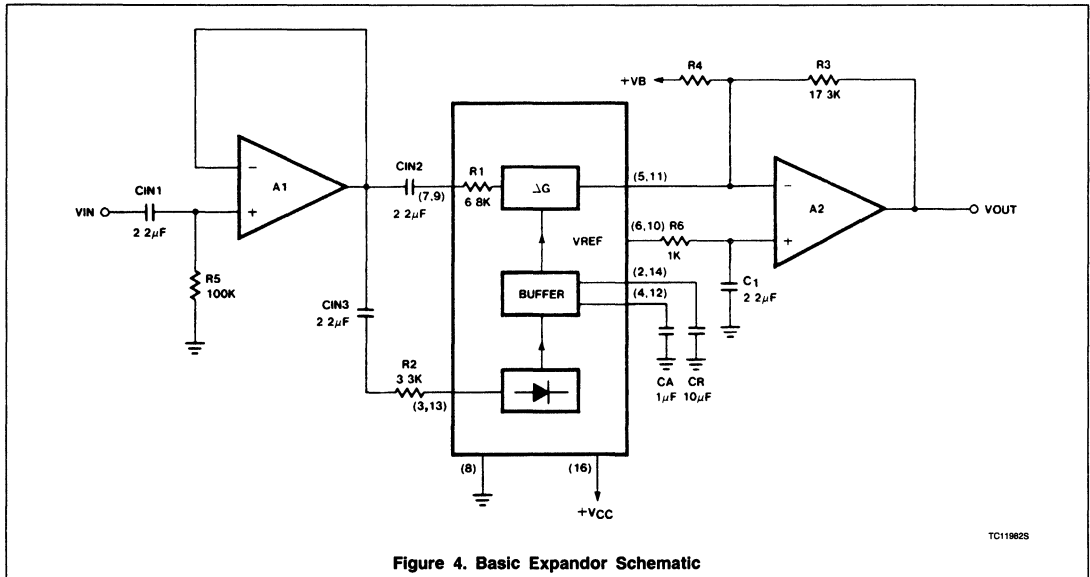 R4
R3
+VB
17 3K
A1
CIN2
R1
(7,9)
2 2μF
6 8K
ΔG
(5,11)
CIN1
VIN
2 2μF
A2
VOUT
(6,10) R6
VREF
1K
R5
100K
(2,14)
BUFFER
(4,12)
C1
2 2μF
CIN3
2 2μF
R2
3 3K
(3,13)
CA
CR
1μF
10μF
(8)
(16)
+VCC
TC11982S
Figure 4. Basic Expandor Schematic